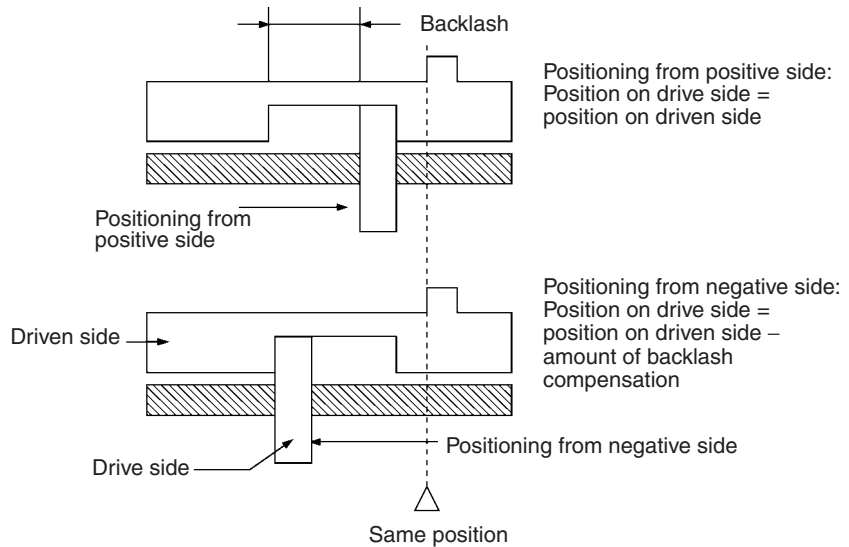 Backlash
Positioning from positive side:
Position on drive side =
position on driven side
Positioning from
positive side
Positioning from negative side:
Position on drive side =
position on driven side –
amount of backlash
compensation
Driven side
Positioning from negative side
Drive side
Same position